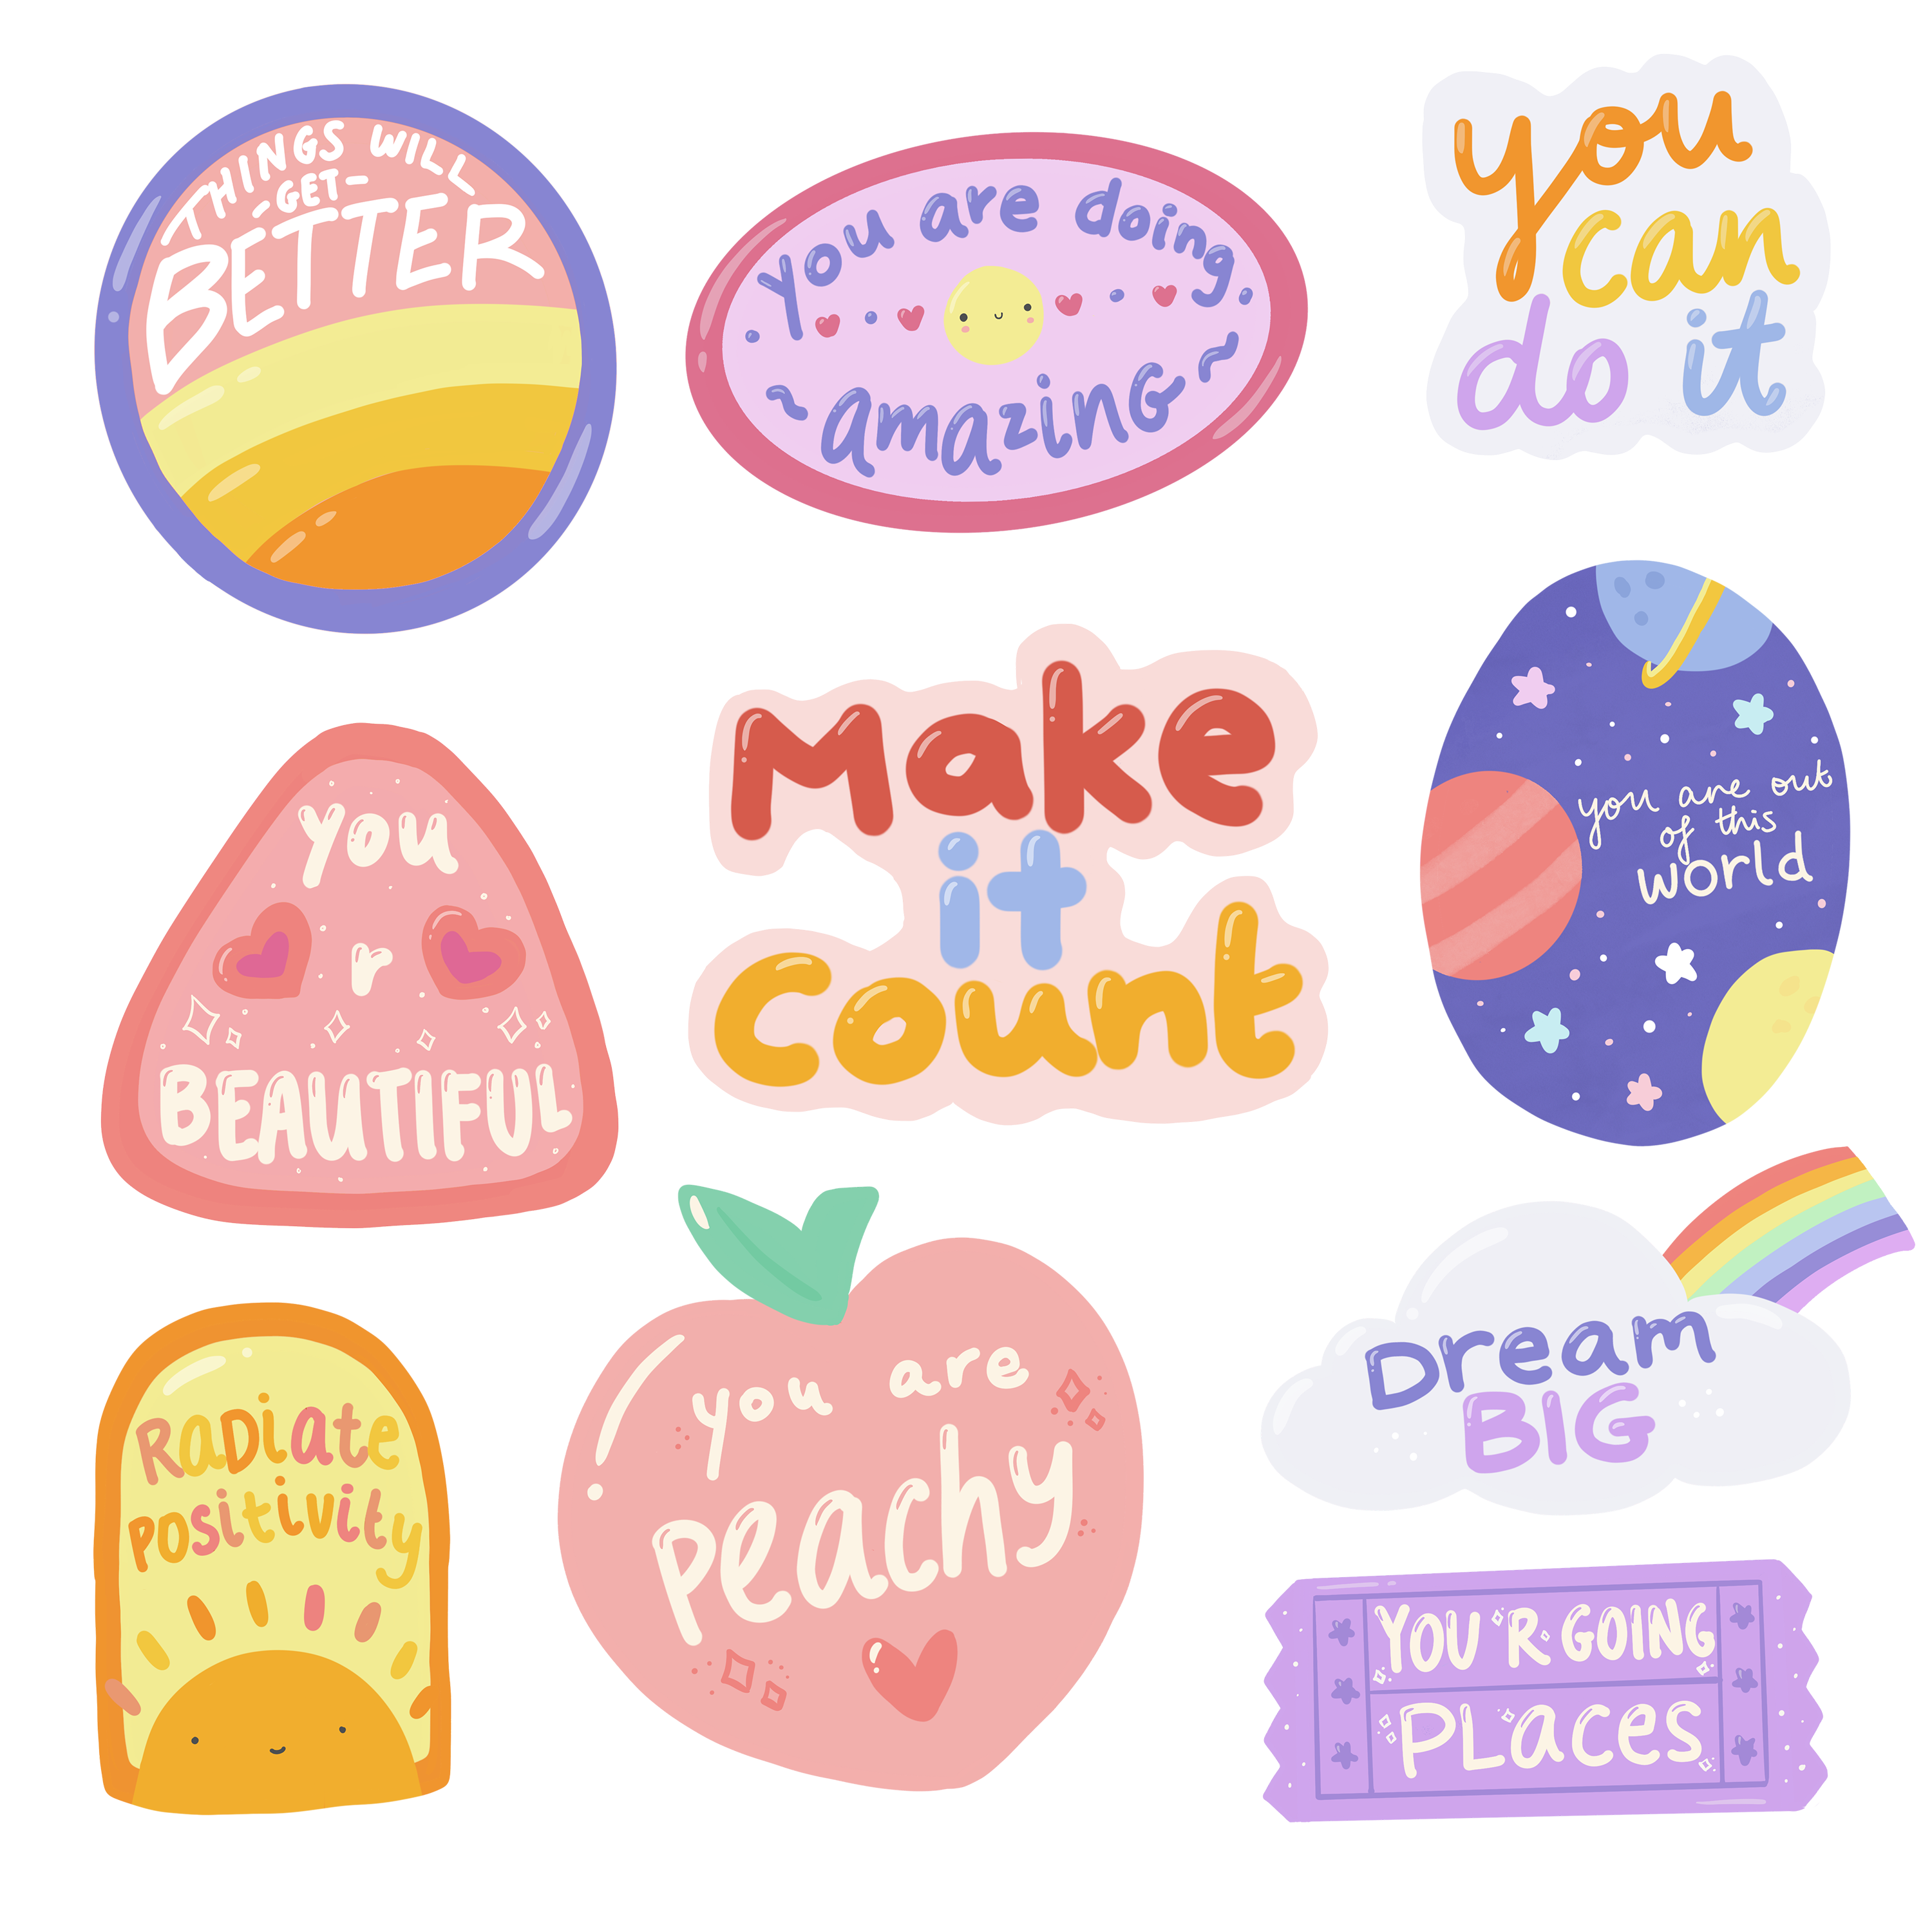 THINGS WILL
- GET -
BETTER
You are doing
~ amaziNG ~
you
can
do it
Make
it
Count
you are out
of this
world
You
r
BEAUTIFUL
RaDiate
positivity
you are
peachy
Dream
BIG
YOU'R GOING
PLaces